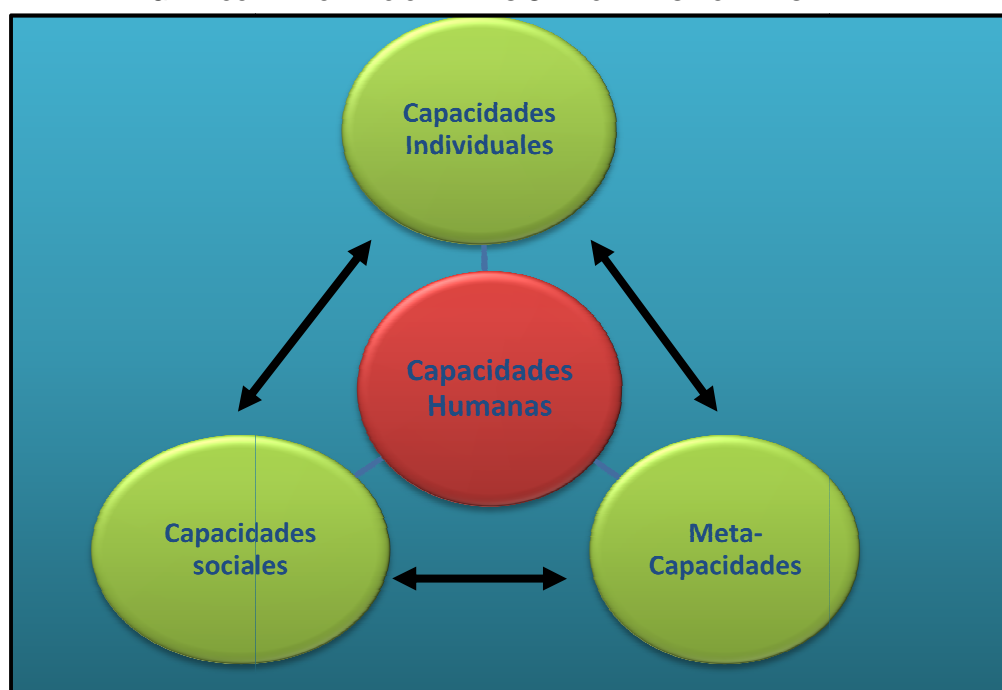 Capacidades
Individuales
Capacidades
Humanas
Capacidades
sociales
Meta-
Capacidades